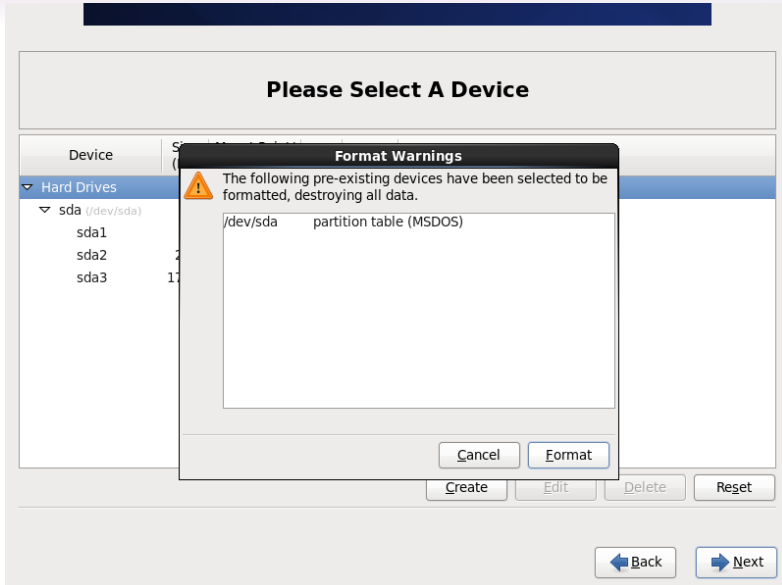 Please Select A Device
Device
Format Warnings
The following pre-existing devices have been selected to be
formatted, destroying all data.
/dev/sda partition table (MSDOS)
Hard Drives
sda (/dev/sda)
sda1
sda2
sda3
Cancel Format
Create Edit Delete Reset
Back Next